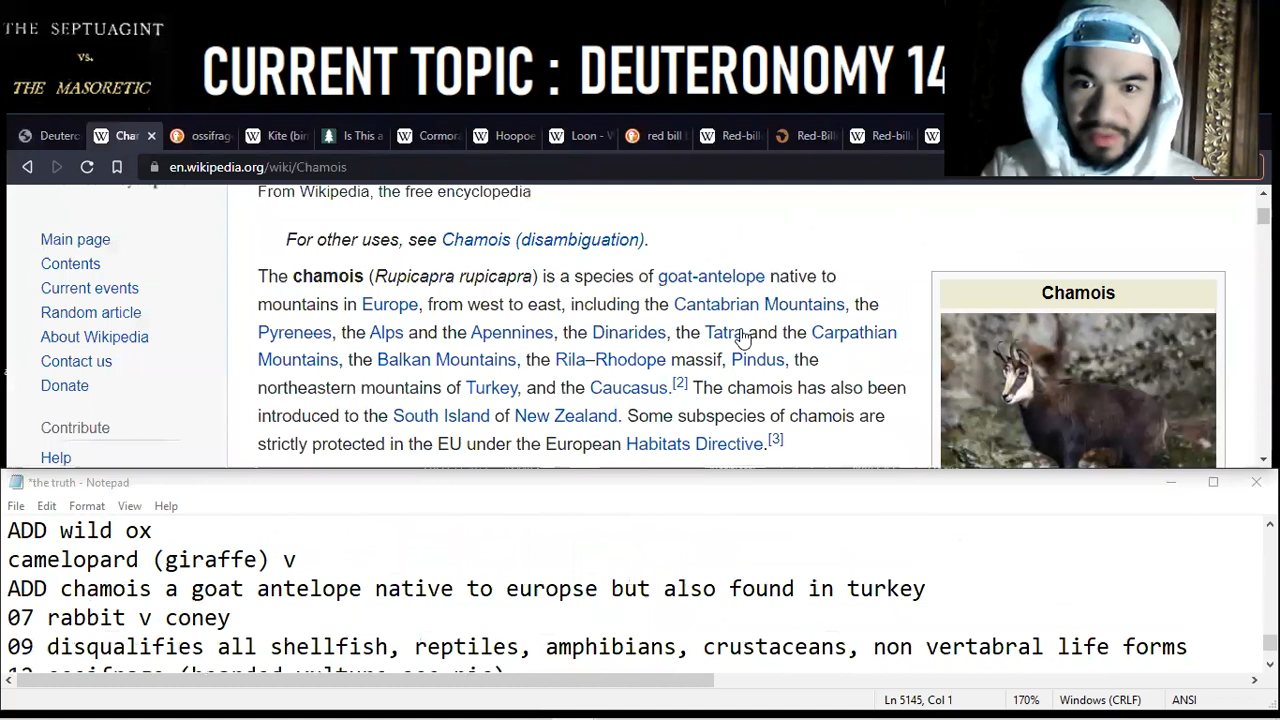 THE SEPTUAGINT
vs.
THE MASORETIC
CURRENT TOPIC : DEUTERONOMY 14
Deuterc
Cha
ossifrag
Kite (bir
Is This a
Cormor
Hoopoe
Loon - W
red bill
Red-bill
Red-Bill
Red-bill
en.wikipedia.org/wiki/Chamois
From Wikipedia, the free encyclopedia
Main page
Contents
Current events
Random article
About Wikipedia
Contact us
Donate
Contribute
Help
For other uses, see Chamois (disambiguation).
The chamois (Rupicapra rupicapra) is a species of goat-antelope native to
mountains in Europe, from west to east, including the Cantabrian Mountains, the
Pyrenees, the Alps and the Apennines, the Dinarides, the Tatra and the Carpathian
Mountains, the Balkan Mountains, the Rila–Rhodope massif, Pindus, the
northeastern mountains of Turkey, and the Caucasus.[2] The chamois has also been
introduced to the South Island of New Zealand. Some subspecies of chamois are
strictly protected in the EU under the European Habitats Directive.[3]
Chamois
*the truth - Notepad
File Edit Format View Help
ADD wild ox
camelopard (giraffe) v
ADD chamois a goat antelope native to europse but also found in turkey
07 rabbit v coney
09 disqualifies all shellfish, reptiles, amphibians, crustaceans, non vertabral life forms
Ln 5145, Col 1 170% Windows (CRLF) ANSI